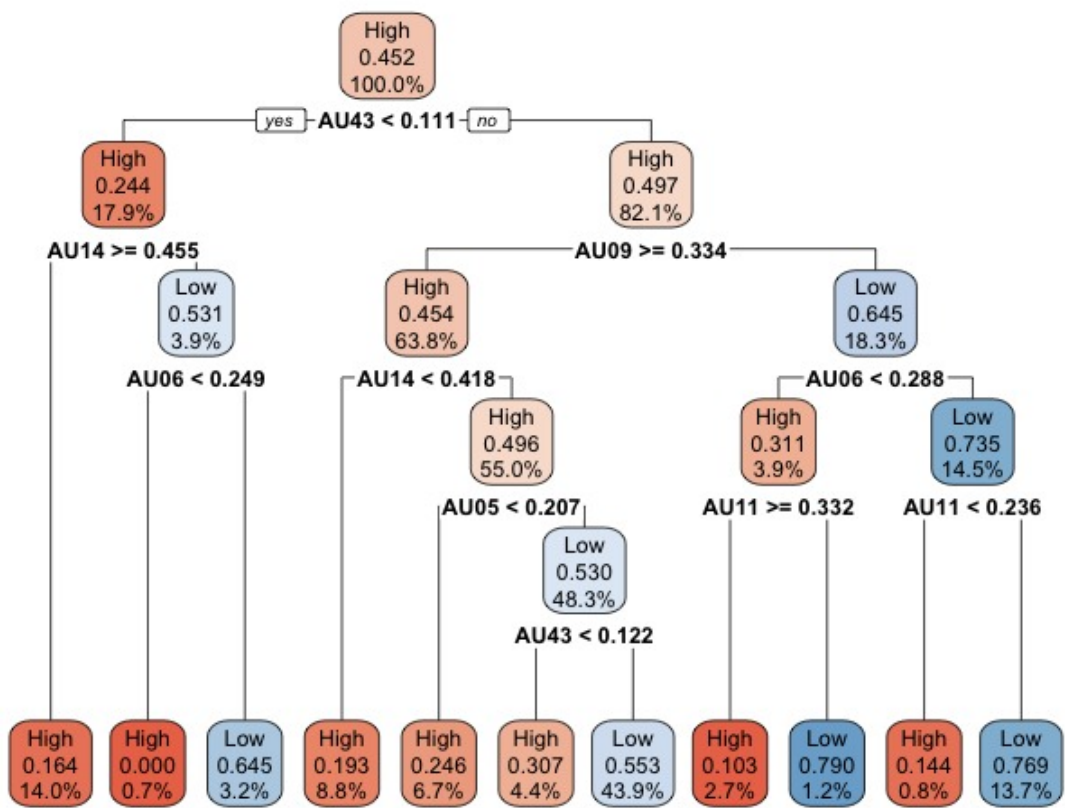 High
0.452
100.0%
yes AU43 < 0.111 no
High
0.244
17.9%
High
0.497
82.1%
AU14 >= 0.455
AU09 >= 0.334
Low
0.531
3.9%
High
0.454
63.8%
Low
0.645
18.3%
AU06 < 0.249
AU14 < 0.418
AU06 < 0.288
High
0.496
55.0%
High
0.311
3.9%
Low
0.735
14.5%
AU05 < 0.207
AU11 >= 0.332
AU11 < 0.236
Low
0.530
48.3%
AU43 < 0.122
High
0.164
14.0%
High
0.000
0.7%
Low
0.645
3.2%
High
0.193
8.8%
High
0.246
6.7%
High
0.307
4.4%
Low
0.553
43.9%
High
0.103
2.7%
Low
0.790
1.2%
High
0.144
0.8%
Low
0.769
13.7%